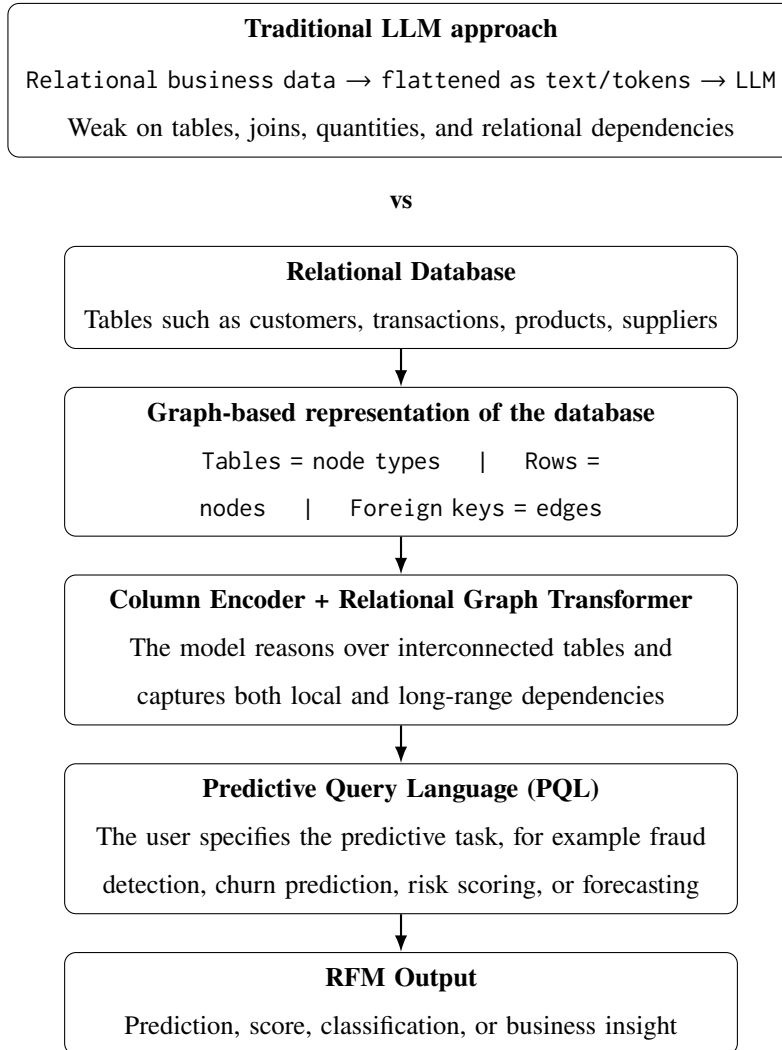 Traditional LLM approach
Relational business data → flattened as text/tokens → LLM
Weak on tables, joins, quantities, and relational dependencies
vs
Relational Database
Tables such as customers, transactions, products, suppliers
Graph-based representation of the database
Tables = node types | Rows =
nodes | Foreign keys = edges
Column Encoder + Relational Graph Transformer
The model reasons over interconnected tables and
captures both local and long-range dependencies
Predictive Query Language (PQL)
The user specifies the predictive task, for example fraud
detection, churn prediction, risk scoring, or forecasting
RFM Output
Prediction, score, classification, or business insight